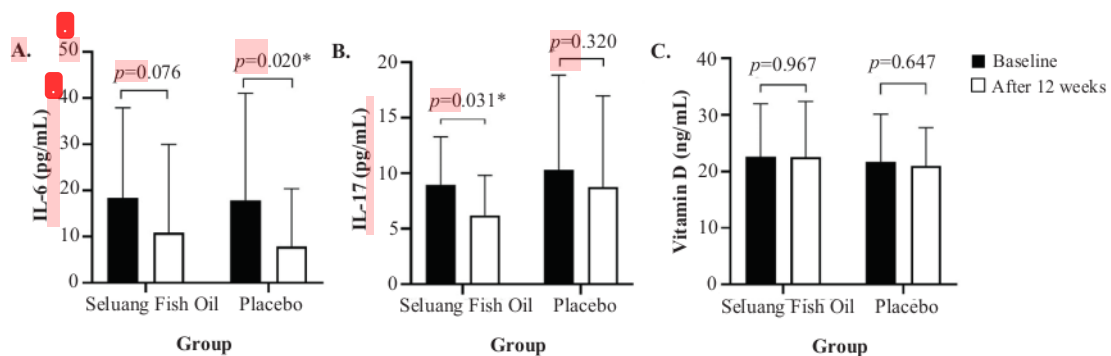 A.
50
40
30
20
10
0
IL-6 (pg/mL)
p=0.076
p=0.020*
Seluang Fish Oil
Placebo
Group
B.
20
15
10
5
0
IL-17 (pg/mL)
p=0.031*
p=0.320
Seluang Fish Oil
Placebo
Group
C.
40
30
20
10
0
Vitamin D (ng/mL)
p=0.967
p=0.647
Seluang Fish Oil
Placebo
Group
Baseline
After 12 weeks